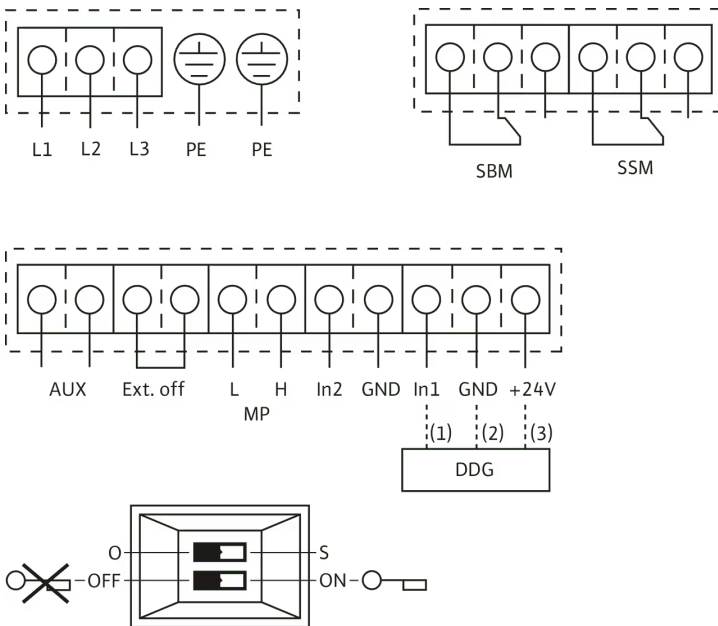 L1 L2 L3 PE PE
SBM SSM
AUX Ext. off L H In2 GND In1 GND +24V
MP
(1) (2) (3)
DDG
O S
OFF ON